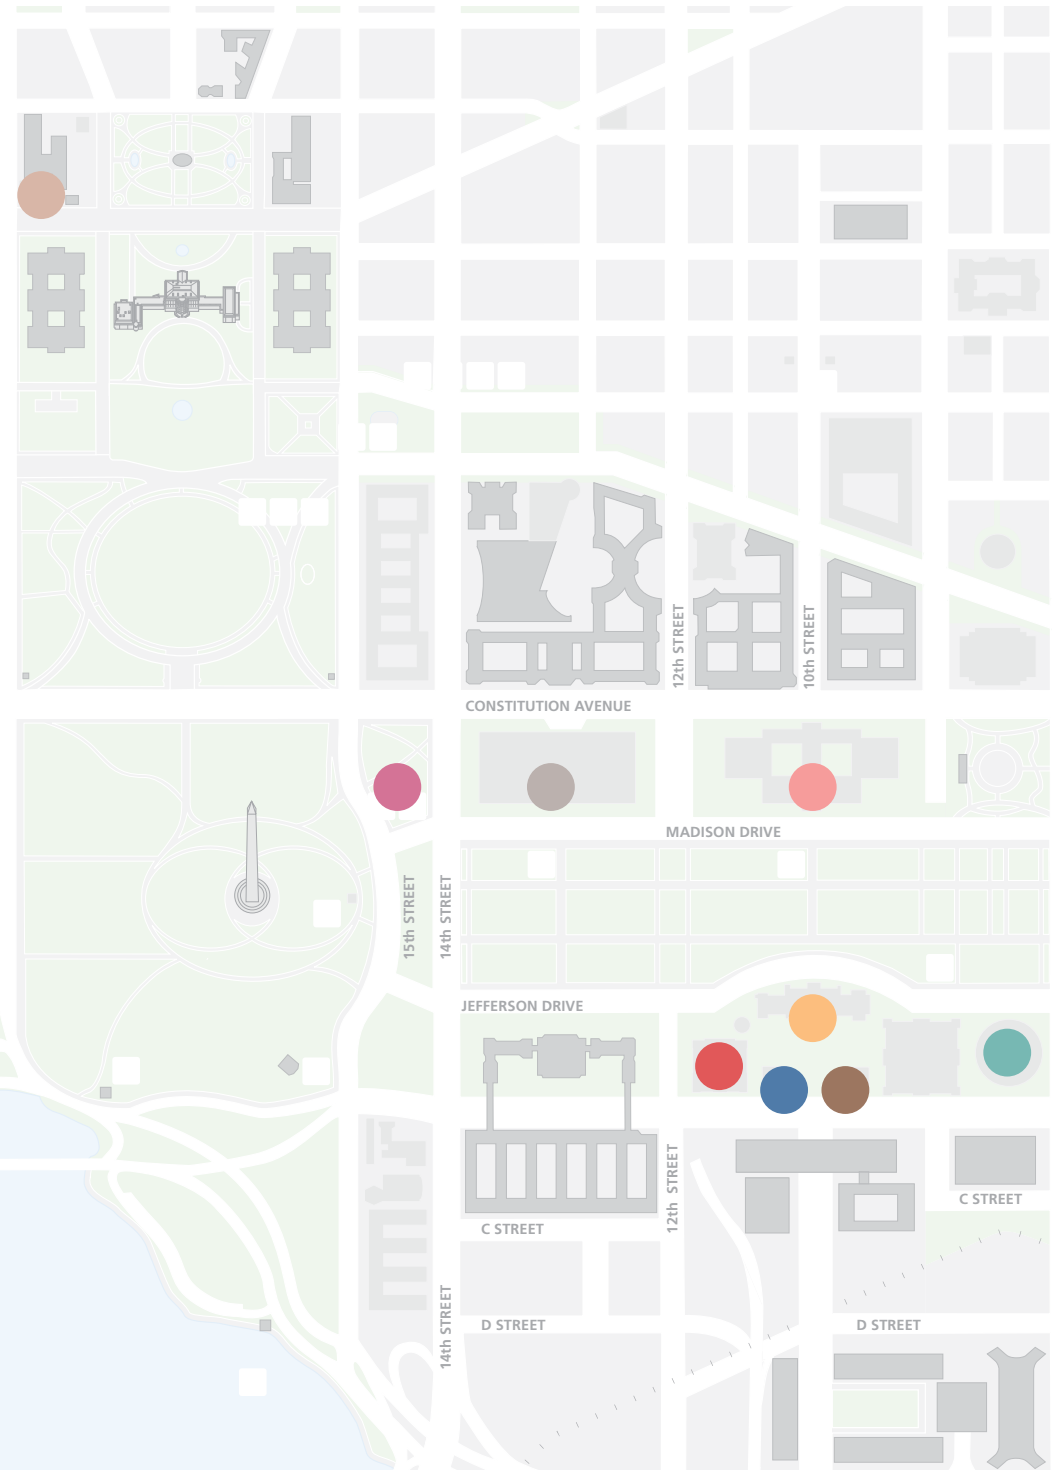 12th STREET
10th STREET
CONSTITUTION AVENUE
MADISON DRIVE
15th STREET
14th STREET
JEFFERSON DRIVE
12th STREET
C STREET
C STREET
14th STREET
D STREET
D STREET